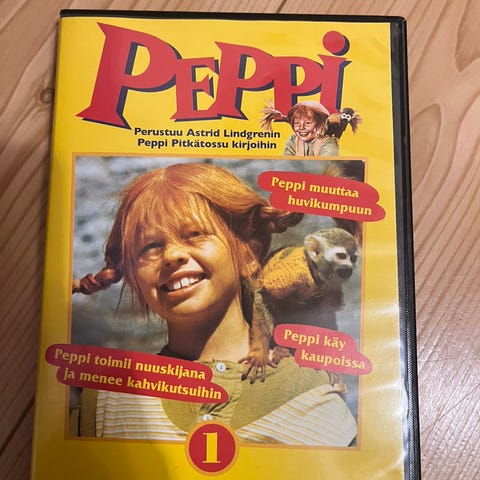 PEPPi
Perustuu Astrid Lindgrenin
Peppi Pitkätossu kirjoihin
Peppi muuttaa
huvikumpuun
Peppi käy
kaupoissa
Peppi toimii nuuskijana
ja menee kahvikutsuihin
1